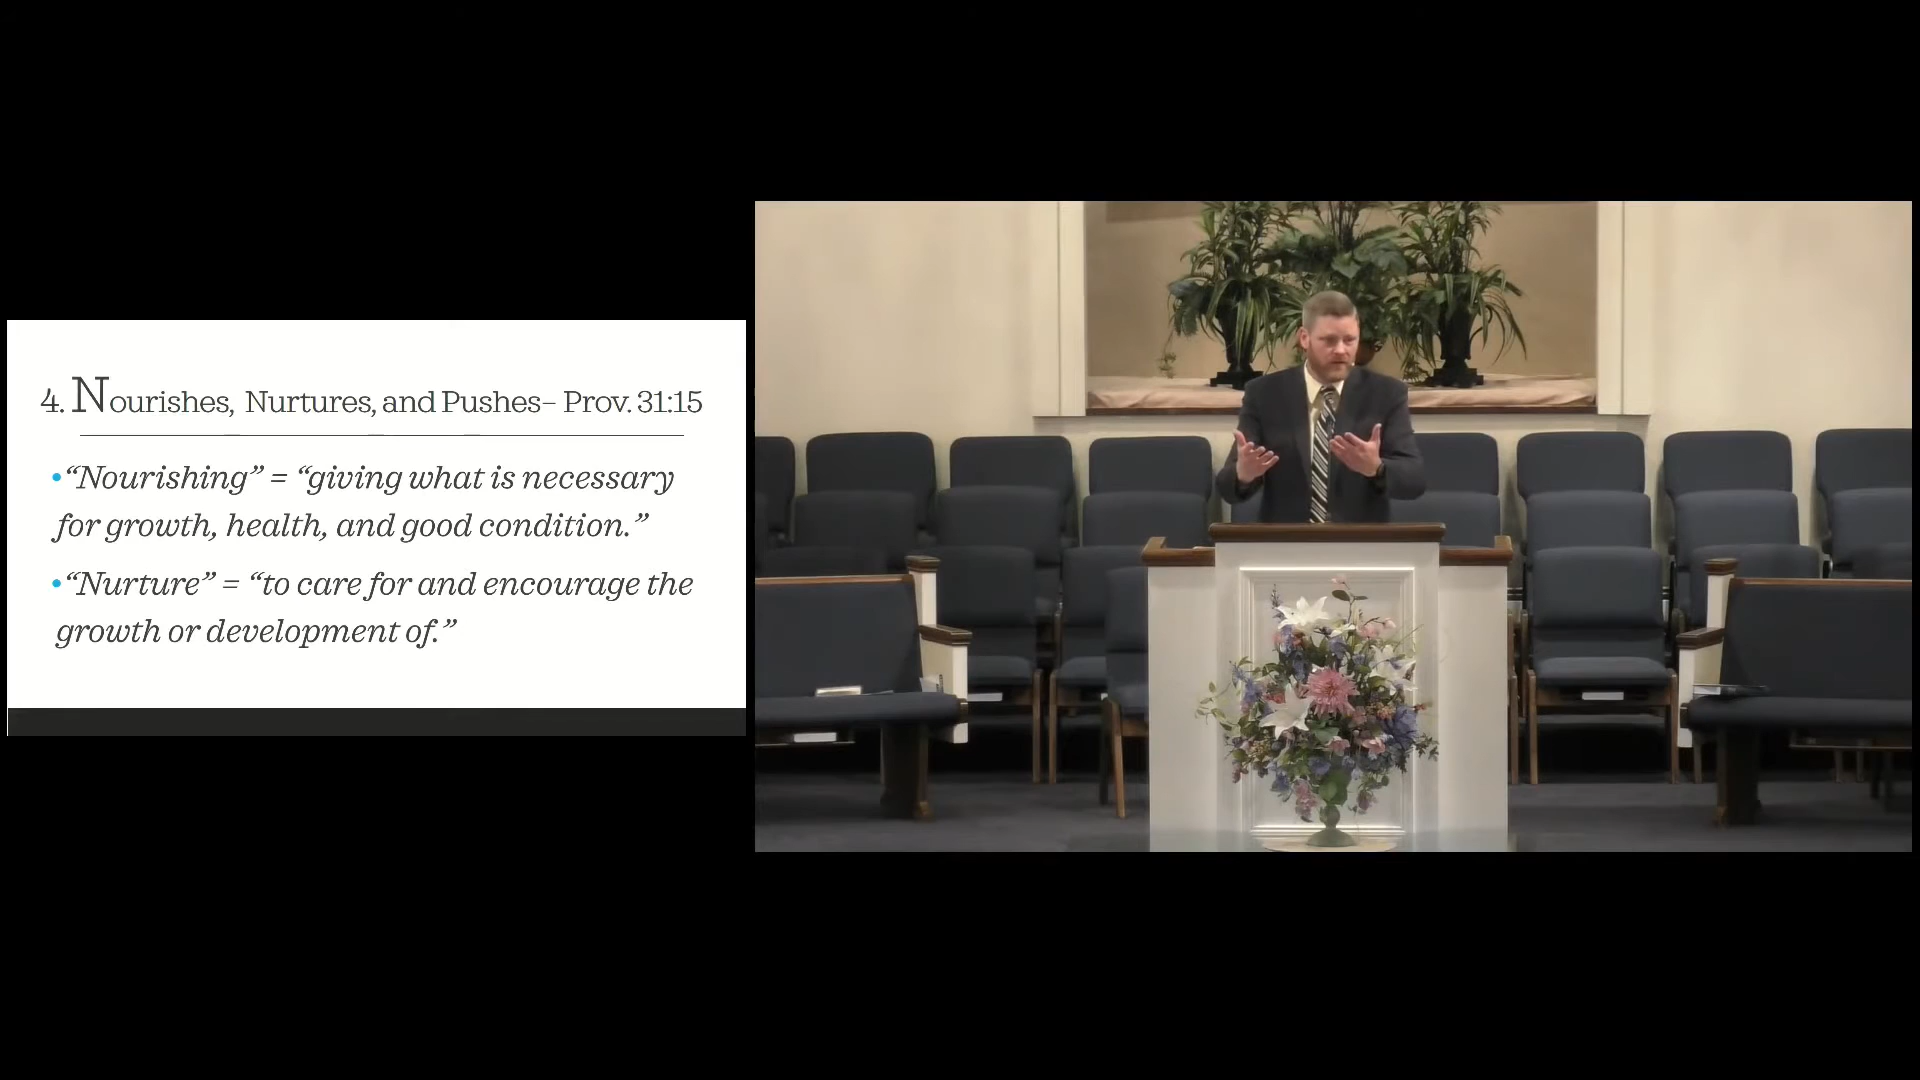 4. Nourishes, Nurtures, and Pushes– Prov. 31:15
•“Nourishing” = “giving what is necessary
for growth, health, and good condition.”
•“Nurture” = “to care for and encourage the
growth or development of.”